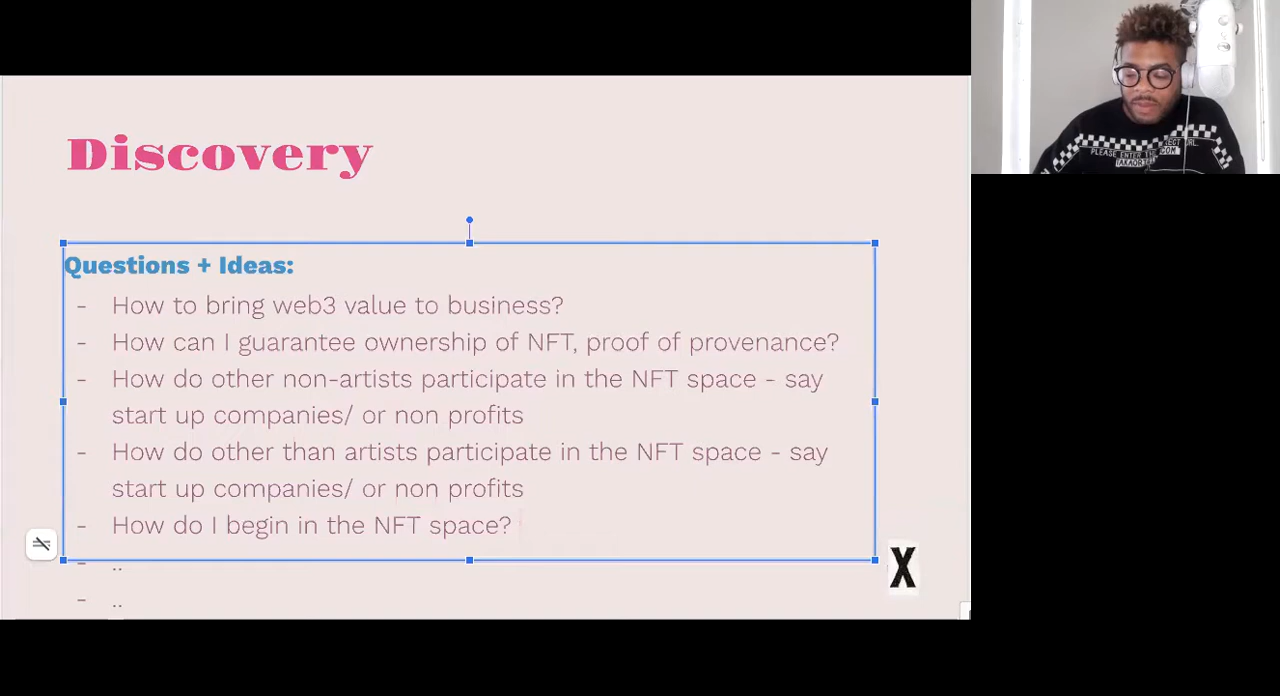 Discovery
Questions + Ideas:
- How to bring web3 value to business?
- How can I guarantee ownership of NFT, proof of provenance?
- How do other non-artists participate in the NFT space - say
start up companies/ or non profits
- How do other than artists participate in the NFT space - say
start up companies/ or non profits
- How do I begin in the NFT space?
- ..
- ..
X
PLEASE ENTER THE